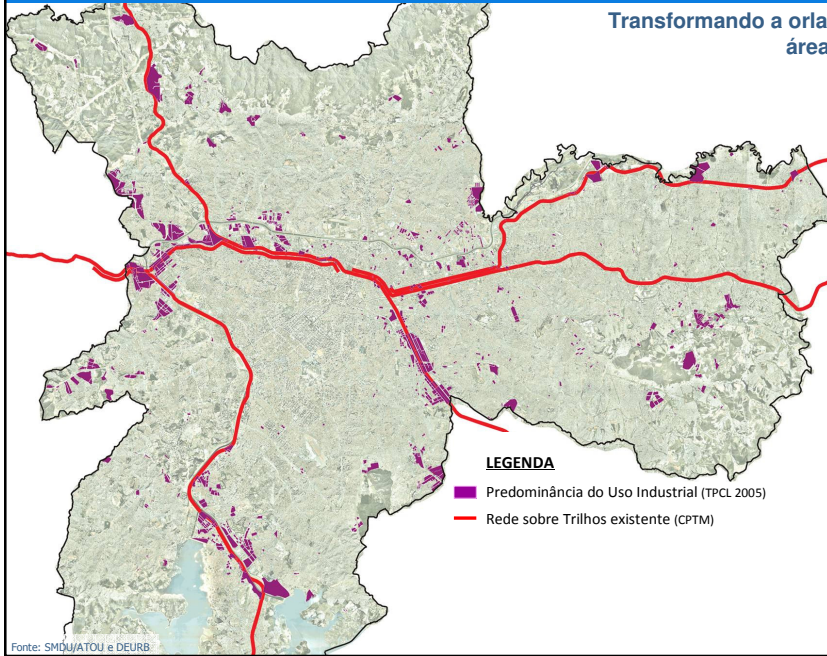 Transformando a orla
área
LEGENDA
Predominância do Uso Industrial (TPCL 2005)
Rede sobre Trilhos existente (CPTM)
Fonte: SMDU/ATOU e DEURB